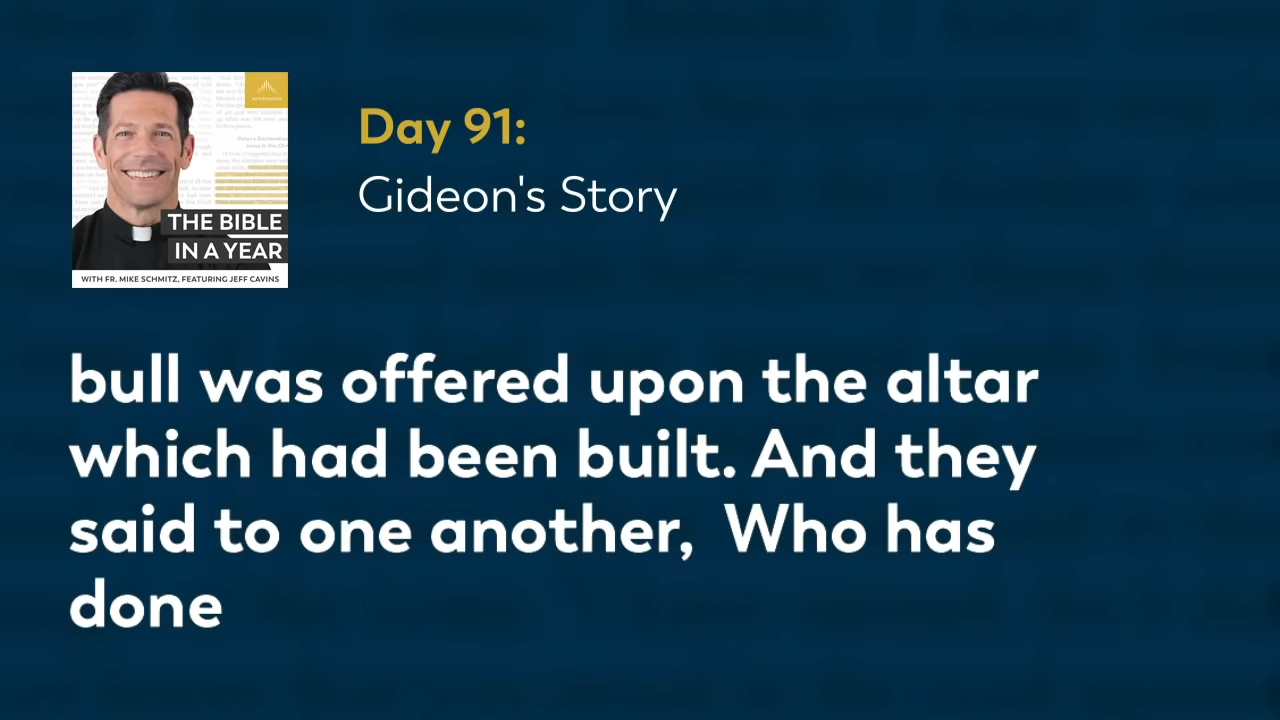 Day 91:
Gideon's Story
THE BIBLE
IN A YEAR
WITH FR. MIKE SCHMITZ, FEATURING JEFF CAVINS
bull was offered upon the altar
which had been built. And they
said to one another,  Who has
done